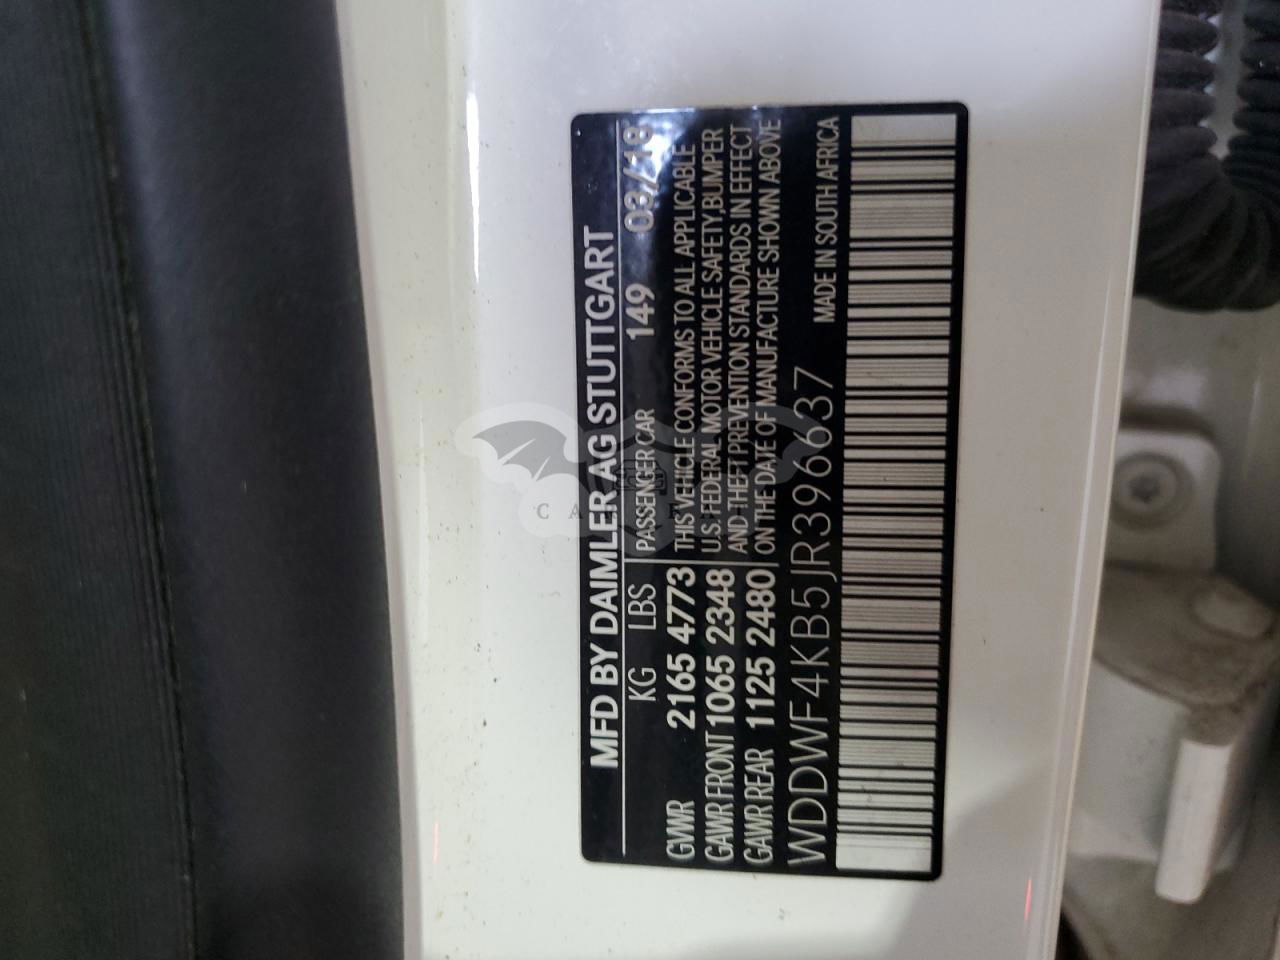 MFD BY DAIMLER AG STUTTGART
KG LBS PASSENGER CAR 149 03/18
GVWR 2165 4773 THIS VEHICLE CONFORMS TO ALL APPLICABLE
GAWR FRONT 1065 2348 U.S. FEDERAL MOTOR VEHICLE SAFETY, BUMPER
GAWR REAR 1125 2480 AND THEFT PREVENTION STANDARDS IN EFFECT
ON THE DATE OF MANUFACTURE SHOWN ABOVE
WDDWF4KB5JR396637 MADE IN SOUTH AFRICA